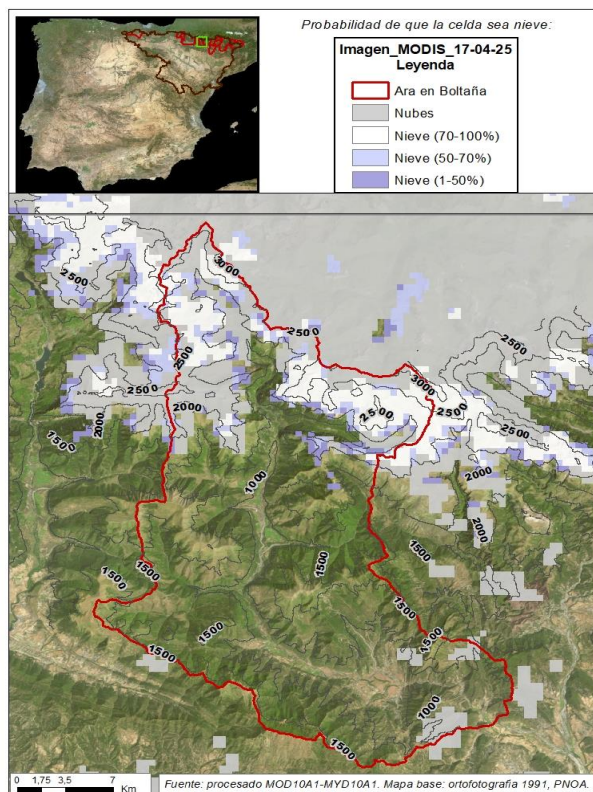 Probabilidad de que la celda sea nieve:
Imagen_MODIS_17-04-25
Leyenda
Ara en Boltaña
Nubes
Nieve (70-100%)
Nieve (50-70%)
Nieve (1-50%)
2500
3000
2500
2500
2500
2500
3000
2500
2000
2000
2500
2500
2500
1500
2000
1000
2000
1500
1500
1500
1500
1500
1500
1500
1500
1000
1500
0 1,75 3,5 7
Km
Fuente: procesado MOD10A1-MYD10A1. Mapa base: ortofotografia 1991, PNOA.